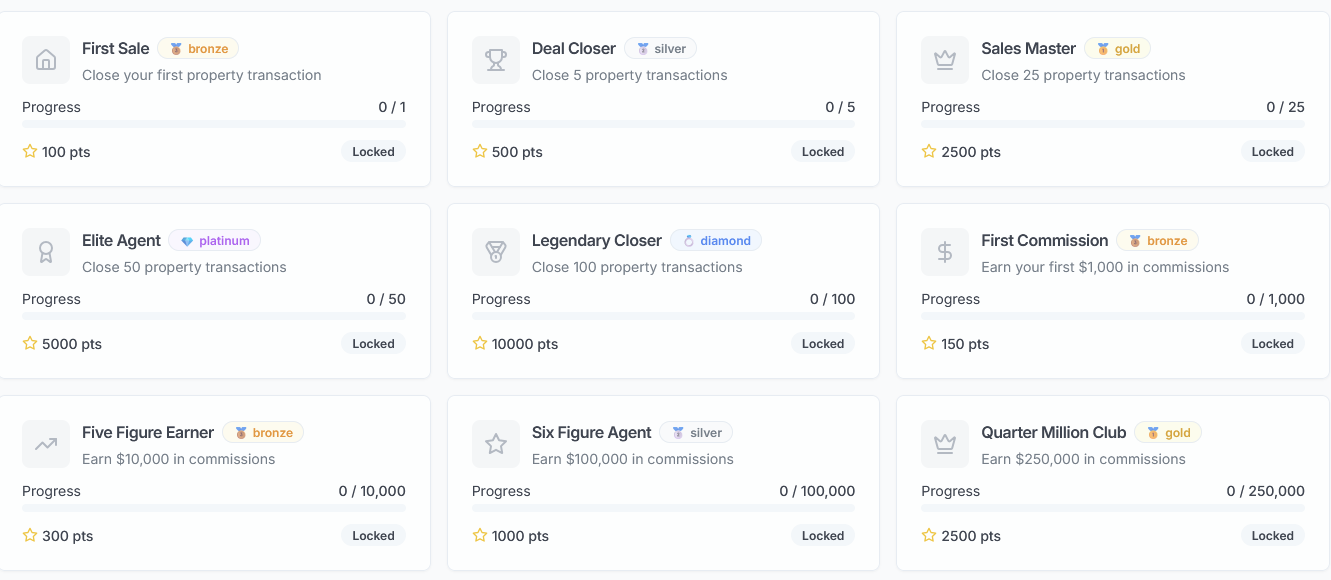 First Sale bronze
Close your first property transaction
Progress 0 / 1
100 pts Locked
Deal Closer silver
Close 5 property transactions
Progress 0 / 5
500 pts Locked
Sales Master gold
Close 25 property transactions
Progress 0 / 25
2500 pts Locked
Elite Agent platinum
Close 50 property transactions
Progress 0 / 50
5000 pts Locked
Legendary Closer diamond
Close 100 property transactions
Progress 0 / 100
10000 pts Locked
First Commission bronze
Earn your first $1,000 in commissions
Progress 0 / 1,000
150 pts Locked
Five Figure Earner bronze
Earn $10,000 in commissions
Progress 0 / 10,000
300 pts Locked
Six Figure Agent silver
Earn $100,000 in commissions
Progress 0 / 100,000
1000 pts Locked
Quarter Million Club gold
Earn $250,000 in commissions
Progress 0 / 250,000
2500 pts Locked